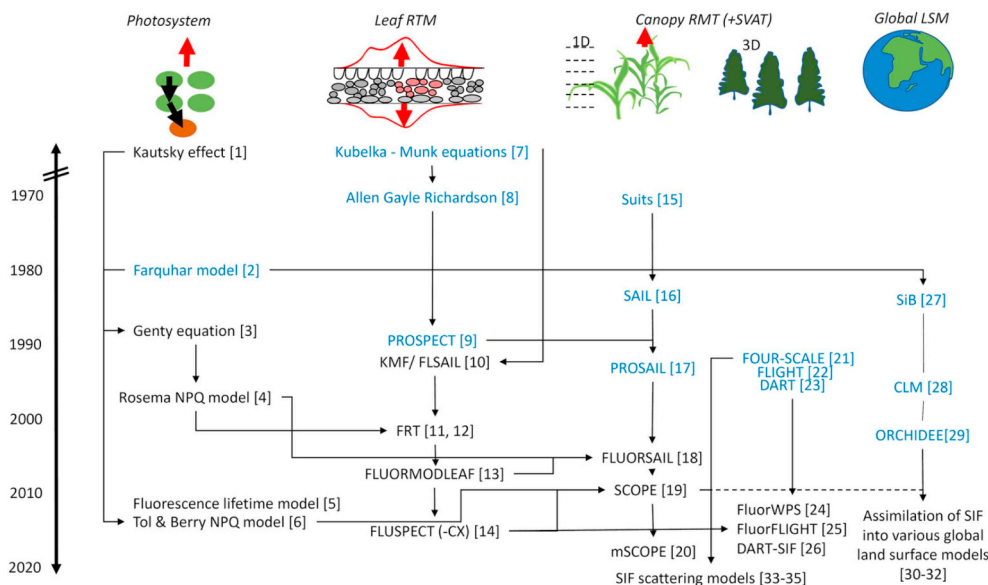 Photosystem
Leaf RTM
Canopy RMT (+SVAT)
Global LSM
1D
3D
Kautsky effect [1]
Kubelka - Munk equations [7]
1970
Allen Gayle Richardson [8]
Suits [15]
1980
Farquhar model [2]
SAIL [16]
SiB [27]
Genty equation [3]
1990
PROSPECT [9]
KMF/ FLSAIL [10]
PROSAIL [17]
FOUR-SCALE [21]
FLIGHT [22]
DART [23]
CLM [28]
Rosema NPQ model [4]
2000
FRT [11, 12]
ORCHIDEE[29]
FLUORSAIL [18]
FLUORMODLEAF [13]
2010
SCOPE [19]
Fluorescence lifetime model [5]
Tol & Berry NPQ model [6]
FLUSPECT (-CX) [14]
FluorWPS [24]
FluorFLIGHT [25]
DART-SIF [26]
Assimilation of SIF
into various global
land surface models
[30-32]
mSCOPE [20]
2020
SIF scattering models [33-35]